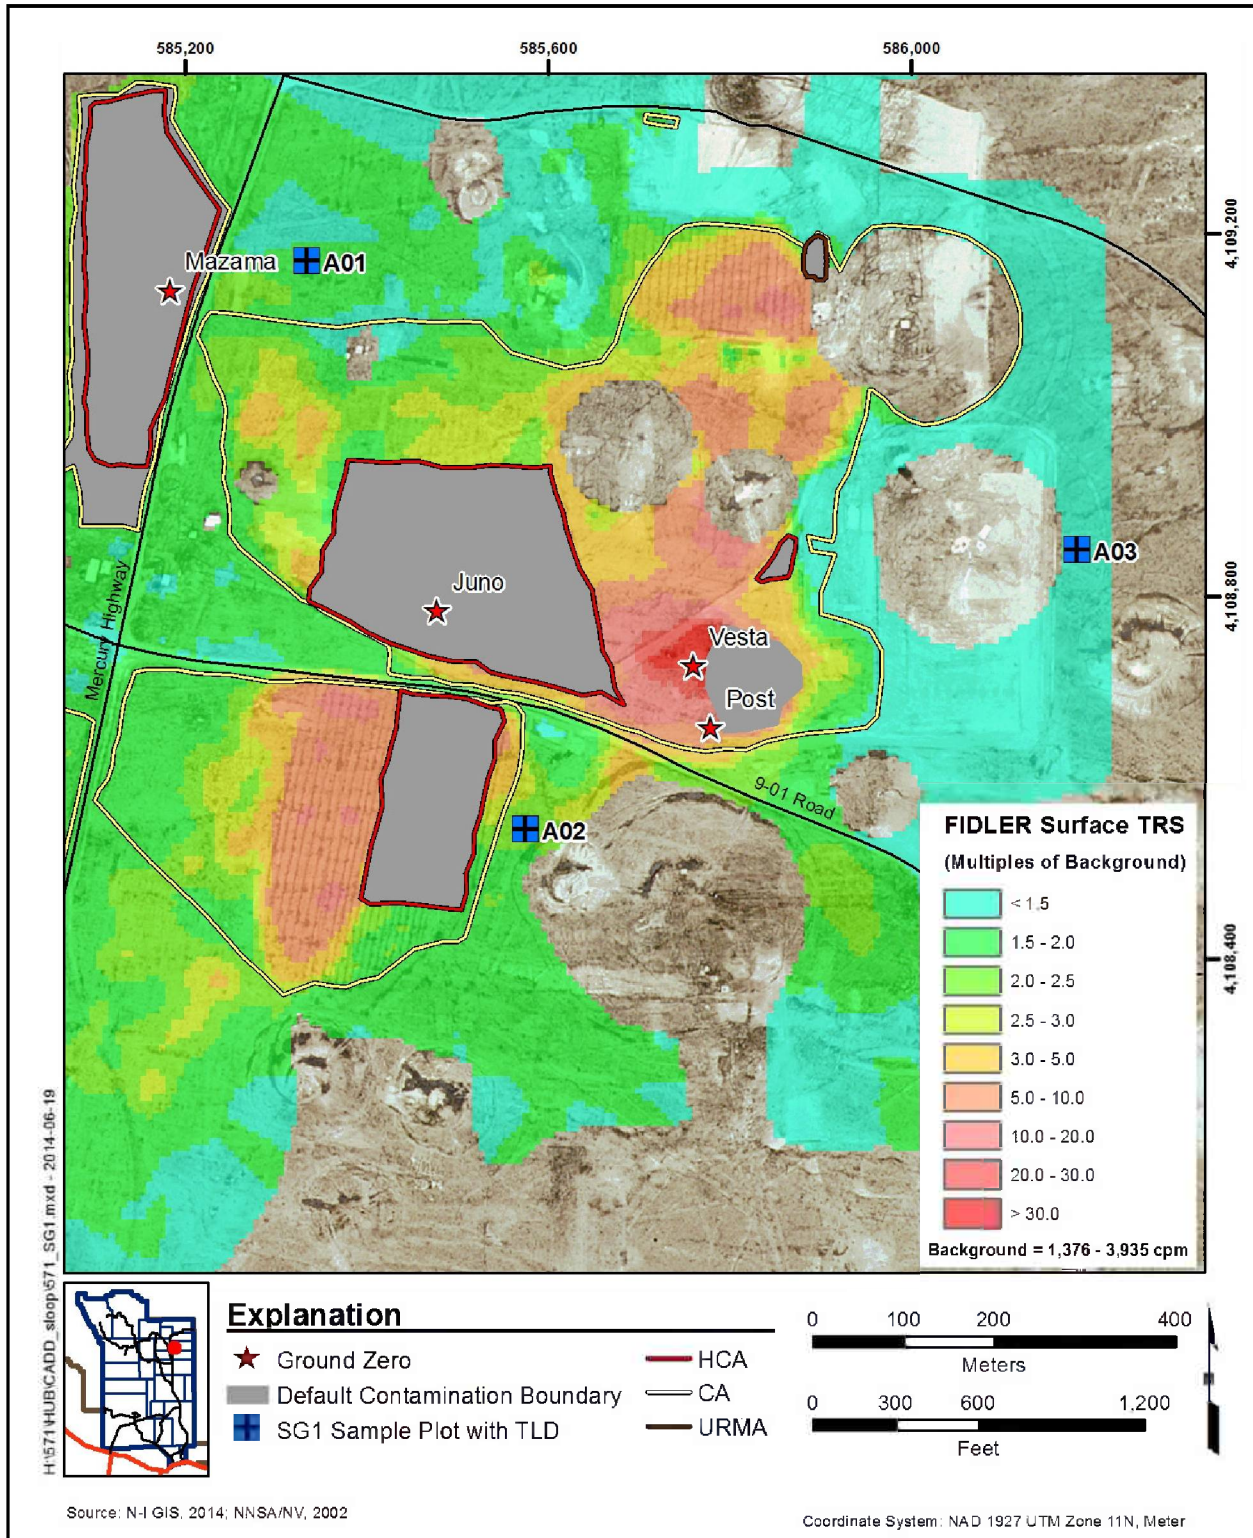 585,200 585,600 586,000
4,109,200
4,108,800
4,108,400
Mazama
A01
A03
Juno
Vesta
Post
Mercury Highway
9-01 Road
A02
FIDLER Surface TRS
(Multiples of Background)
< 1.5
1.5 - 2.0
2.0 - 2.5
2.5 - 3.0
3.0 - 5.0
5.0 - 10.0
10.0 - 20.0
20.0 - 30.0
> 30.0
Background = 1,376 - 3,935 cpm
H:\571\HUB\CADD_sloop\571_SG1.mxd - 2014-06-19
Explanation
Ground Zero
Default Contamination Boundary
SG1 Sample Plot with TLD
HCA
CA
URMA
0 100 200 400
Meters
0 300 600 1,200
Feet
Source: N-I GIS, 2014; NNSA/NV, 2002
Coordinate System: NAD 1927 UTM Zone 11N, Meter